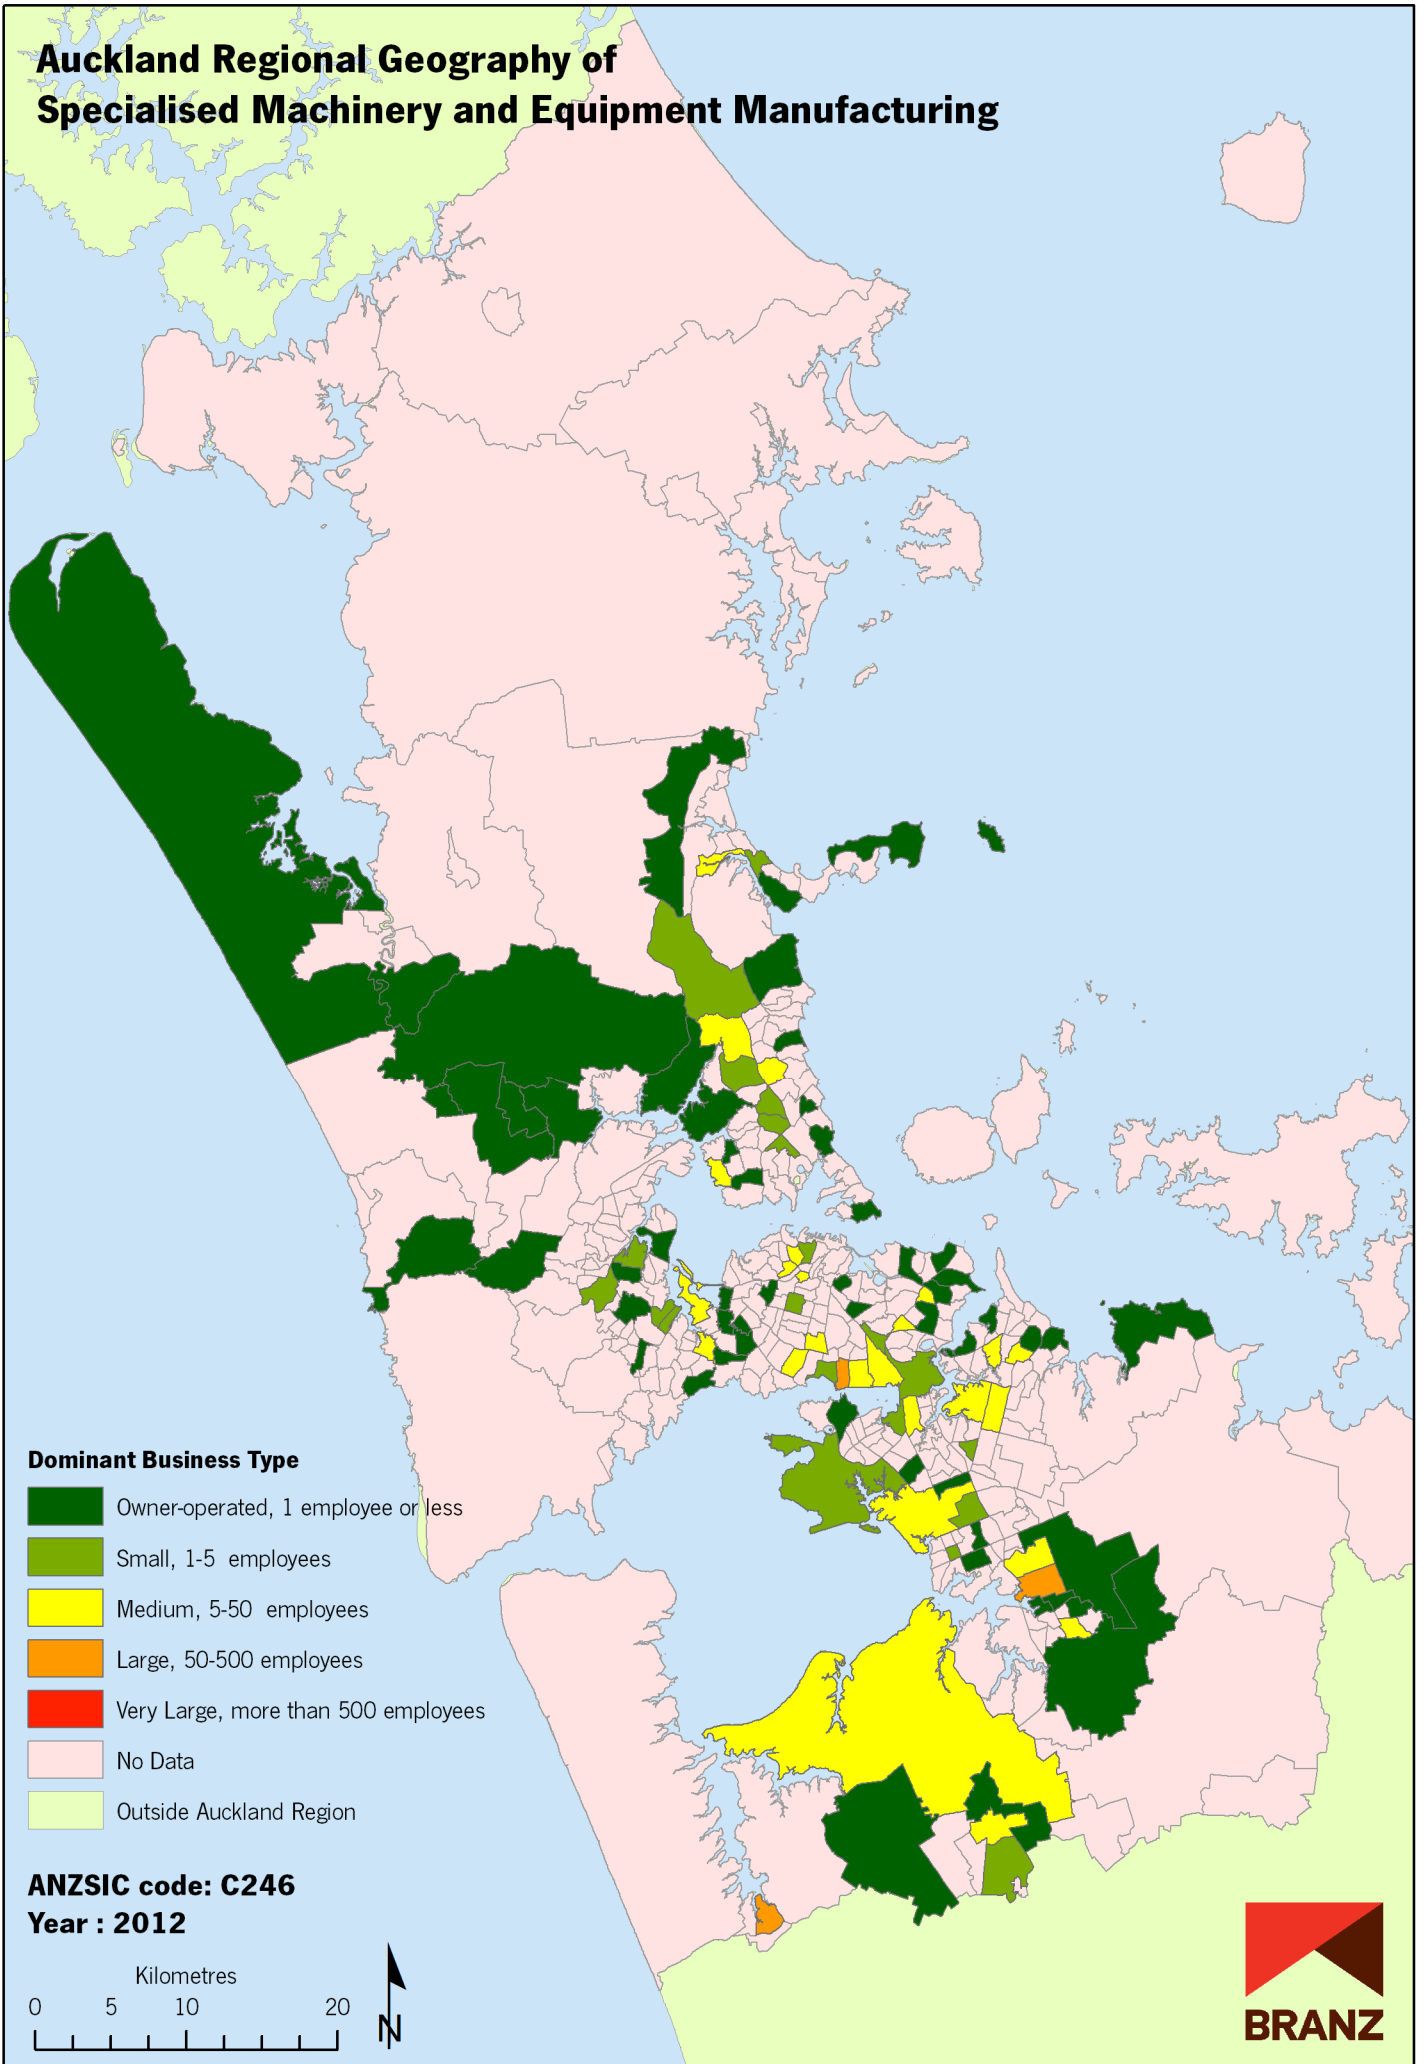 Auckland Regional Geography of
Specialised Machinery and Equipment Manufacturing
Dominant Business Type
Owner-operated, 1 employee or less
Small, 1-5 employees
Medium, 5-50 employees
Large, 50-500 employees
Very Large, more than 500 employees
No Data
Outside Auckland Region
ANZSIC code: C246
Year : 2012
Kilometres
0 5 10 20
N
BRANZ